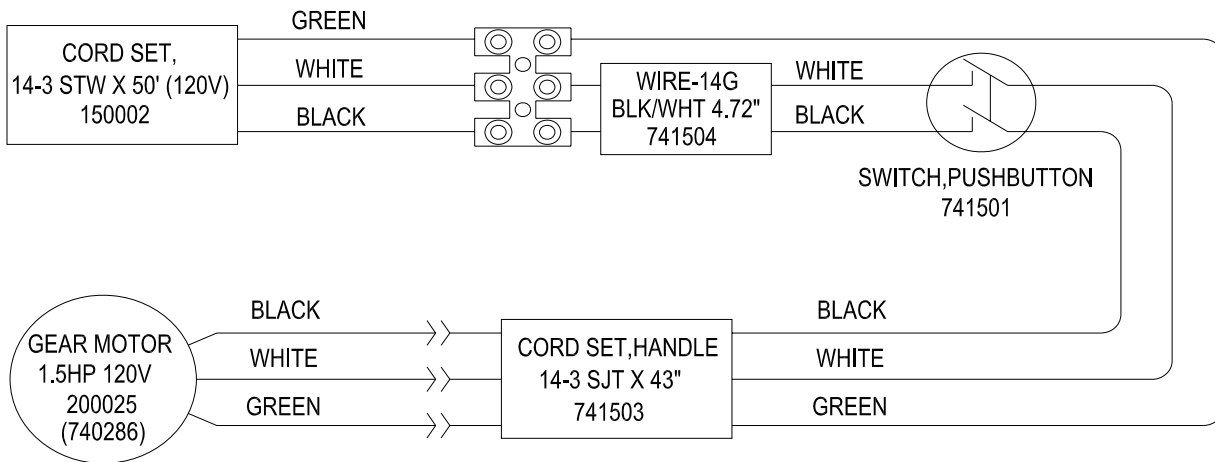 GREEN
CORD SET,
14-3 STW X 50' (120V)
150002
WHITE
BLACK
WIRE-14G
BLK/WHT 4.72"
741504
WHITE
BLACK
SWITCH,PUSHBUTTON
741501
GEAR MOTOR
1.5HP 120V
200025
(740286)
BLACK
WHITE
GREEN
CORD SET,HANDLE
14-3 SJT X 43"
741503
BLACK
WHITE
GREEN